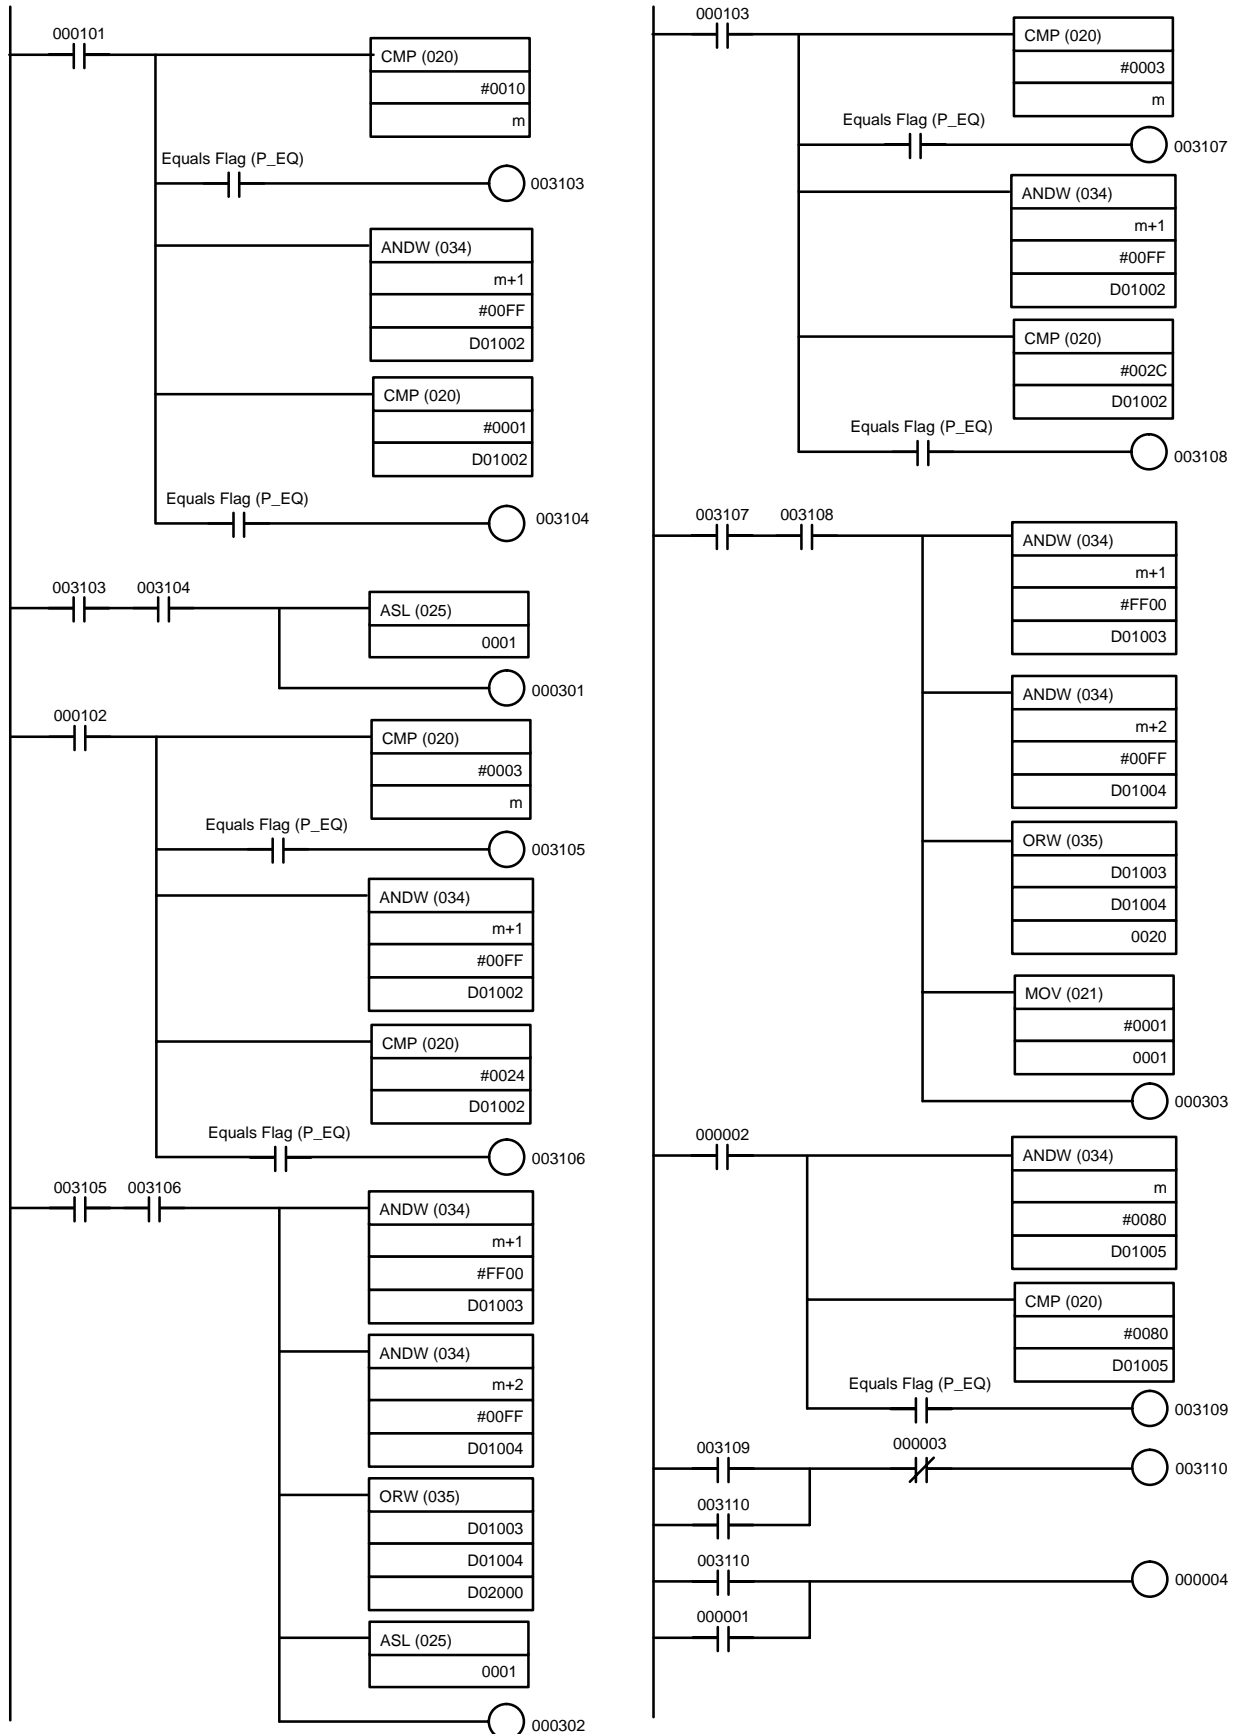 000101
CMP (020)
#0010
m
Equals Flag (P_EQ)
003103
ANDW (034)
m+1
#00FF
D01002
CMP (020)
#0001
D01002
Equals Flag (P_EQ)
003104
003103 003104
ASL (025)
0001
000301
000102
CMP (020)
#0003
m
Equals Flag (P_EQ)
003105
ANDW (034)
m+1
#00FF
D01002
CMP (020)
#0024
D01002
Equals Flag (P_EQ)
003106
003105 003106
ANDW (034)
m+1
#FF00
D01003
ANDW (034)
m+2
#00FF
D01004
ORW (035)
D01003
D01004
D02000
ASL (025)
0001
000302
000103
CMP (020)
#0003
m
Equals Flag (P_EQ)
003107
ANDW (034)
m+1
#00FF
D01002
CMP (020)
#002C
D01002
Equals Flag (P_EQ)
003108
003107 003108
ANDW (034)
m+1
#FF00
D01003
ANDW (034)
m+2
#00FF
D01004
ORW (035)
D01003
D01004
0020
MOV (021)
#0001
0001
000303
000002
ANDW (034)
m
#0080
D01005
CMP (020)
#0080
D01005
Equals Flag (P_EQ)
003109
003109 000003
003110
003110
003110
000004
000001